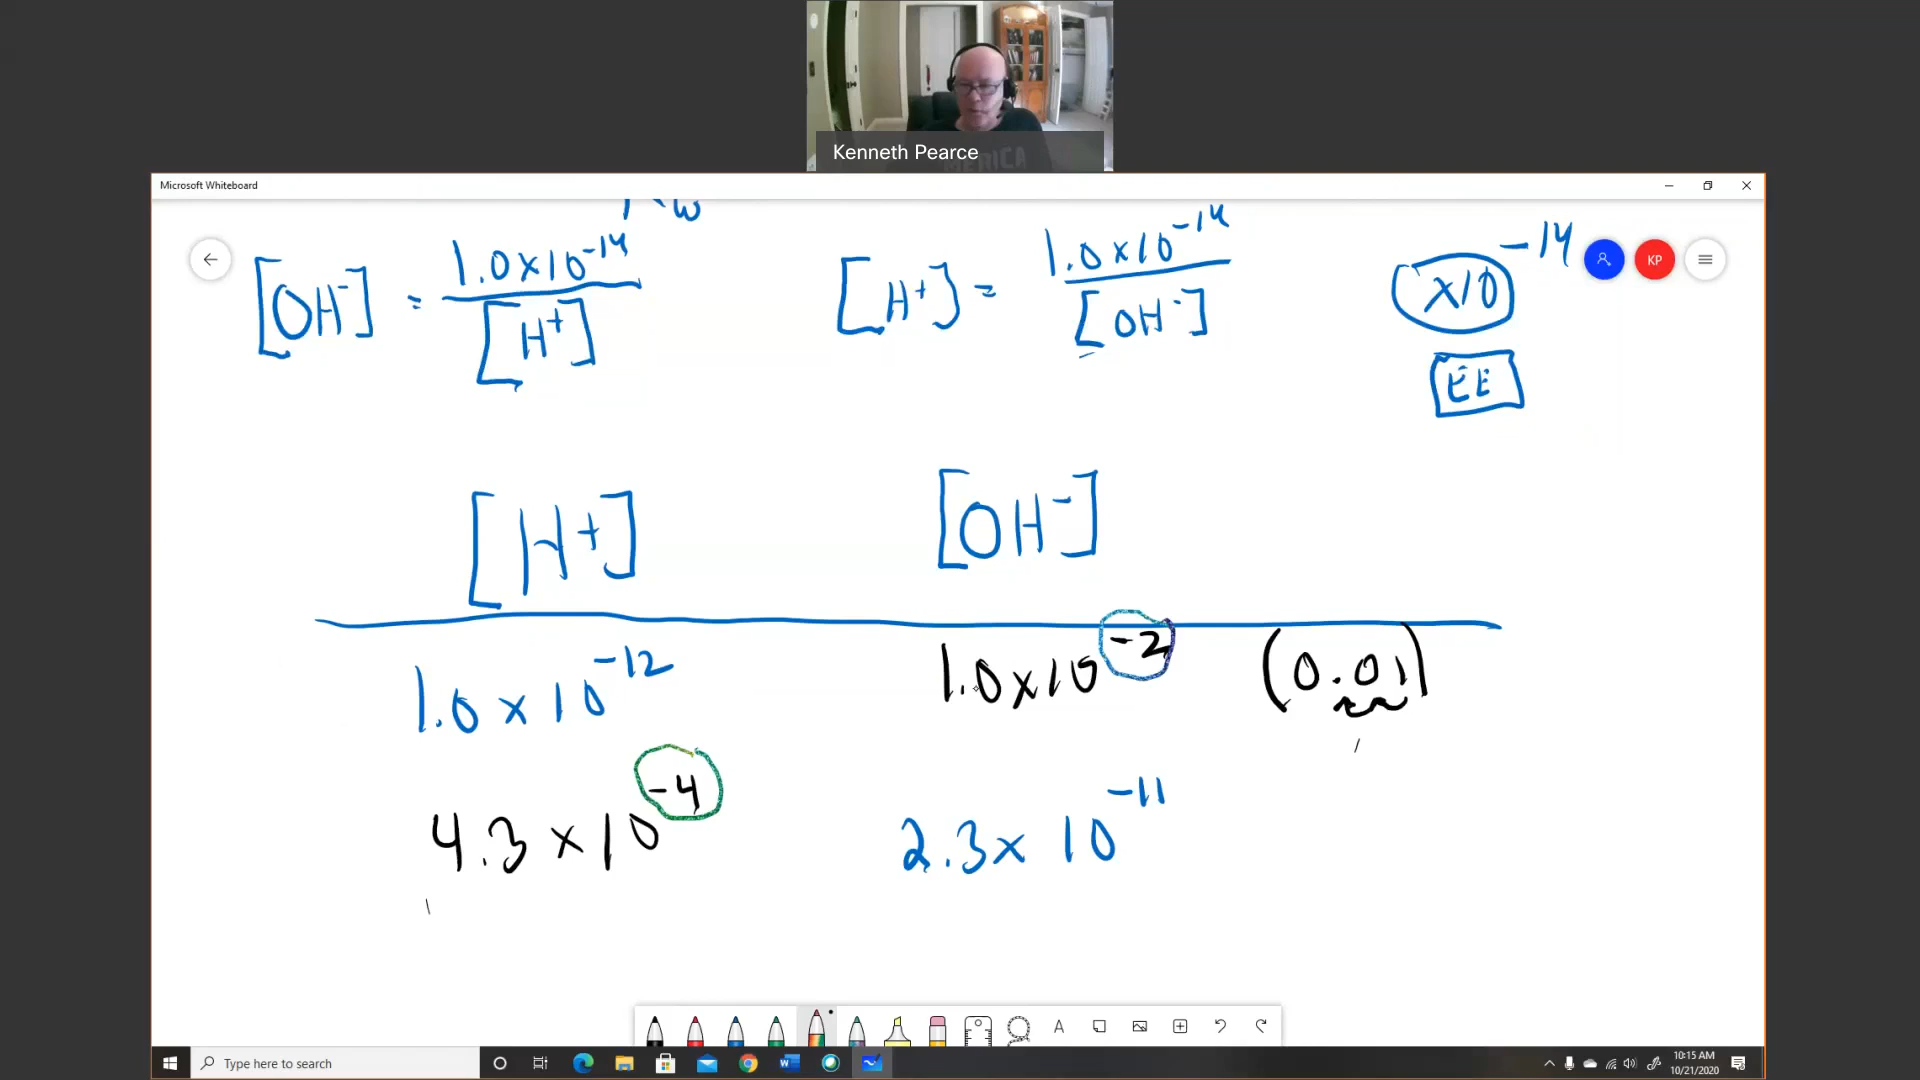 Kenneth Pearce
Microsoft Whiteboard
Kw
[OH⁻] = 1.0 x 10⁻¹⁴ / [H⁺]
[H⁺] = 1.0 x 10⁻¹⁴ / [OH⁻]
x10⁻¹⁴
KP
EE
[H⁺] [OH⁻]
1.0 x 10⁻¹² 1.0 x 10⁻² (0.01)
4.3 x 10⁻⁴ 2.3 x 10⁻¹¹
A
Type here to search
10:15 AM
10/21/2020